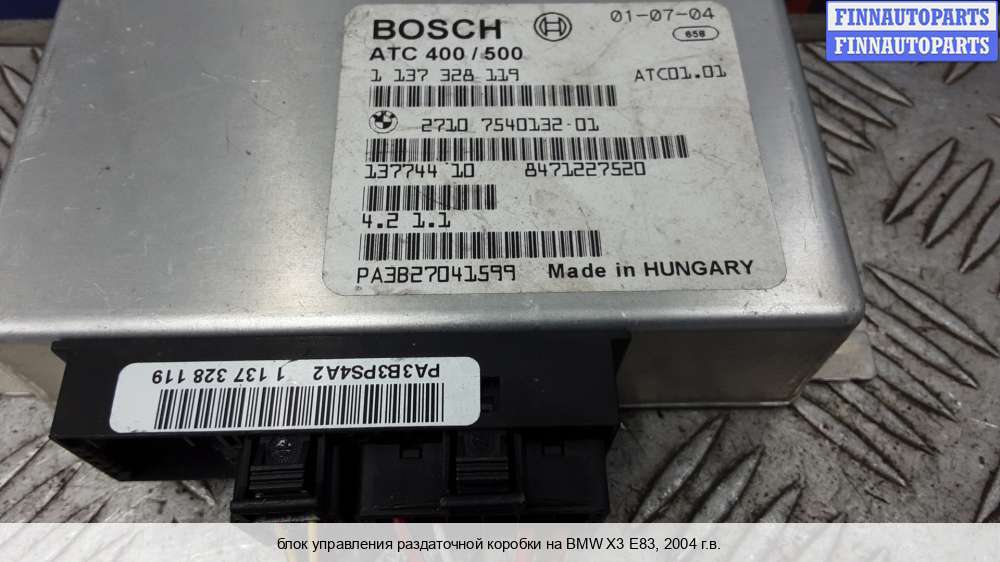 FINNAUTOPARTS
FINNAUTOPARTS
BOSCH
01-07-04
ATC 400 / 500
658
1 137 328 119
ATC01.01
2710 7540132-01
137744 10
8471227520
4.2 1.1
PA3B27041599
Made in HUNGARY
PA3B3PS4A2 1 137 328 119
блок управления раздаточной коробки на BMW X3 E83, 2004 г.в.